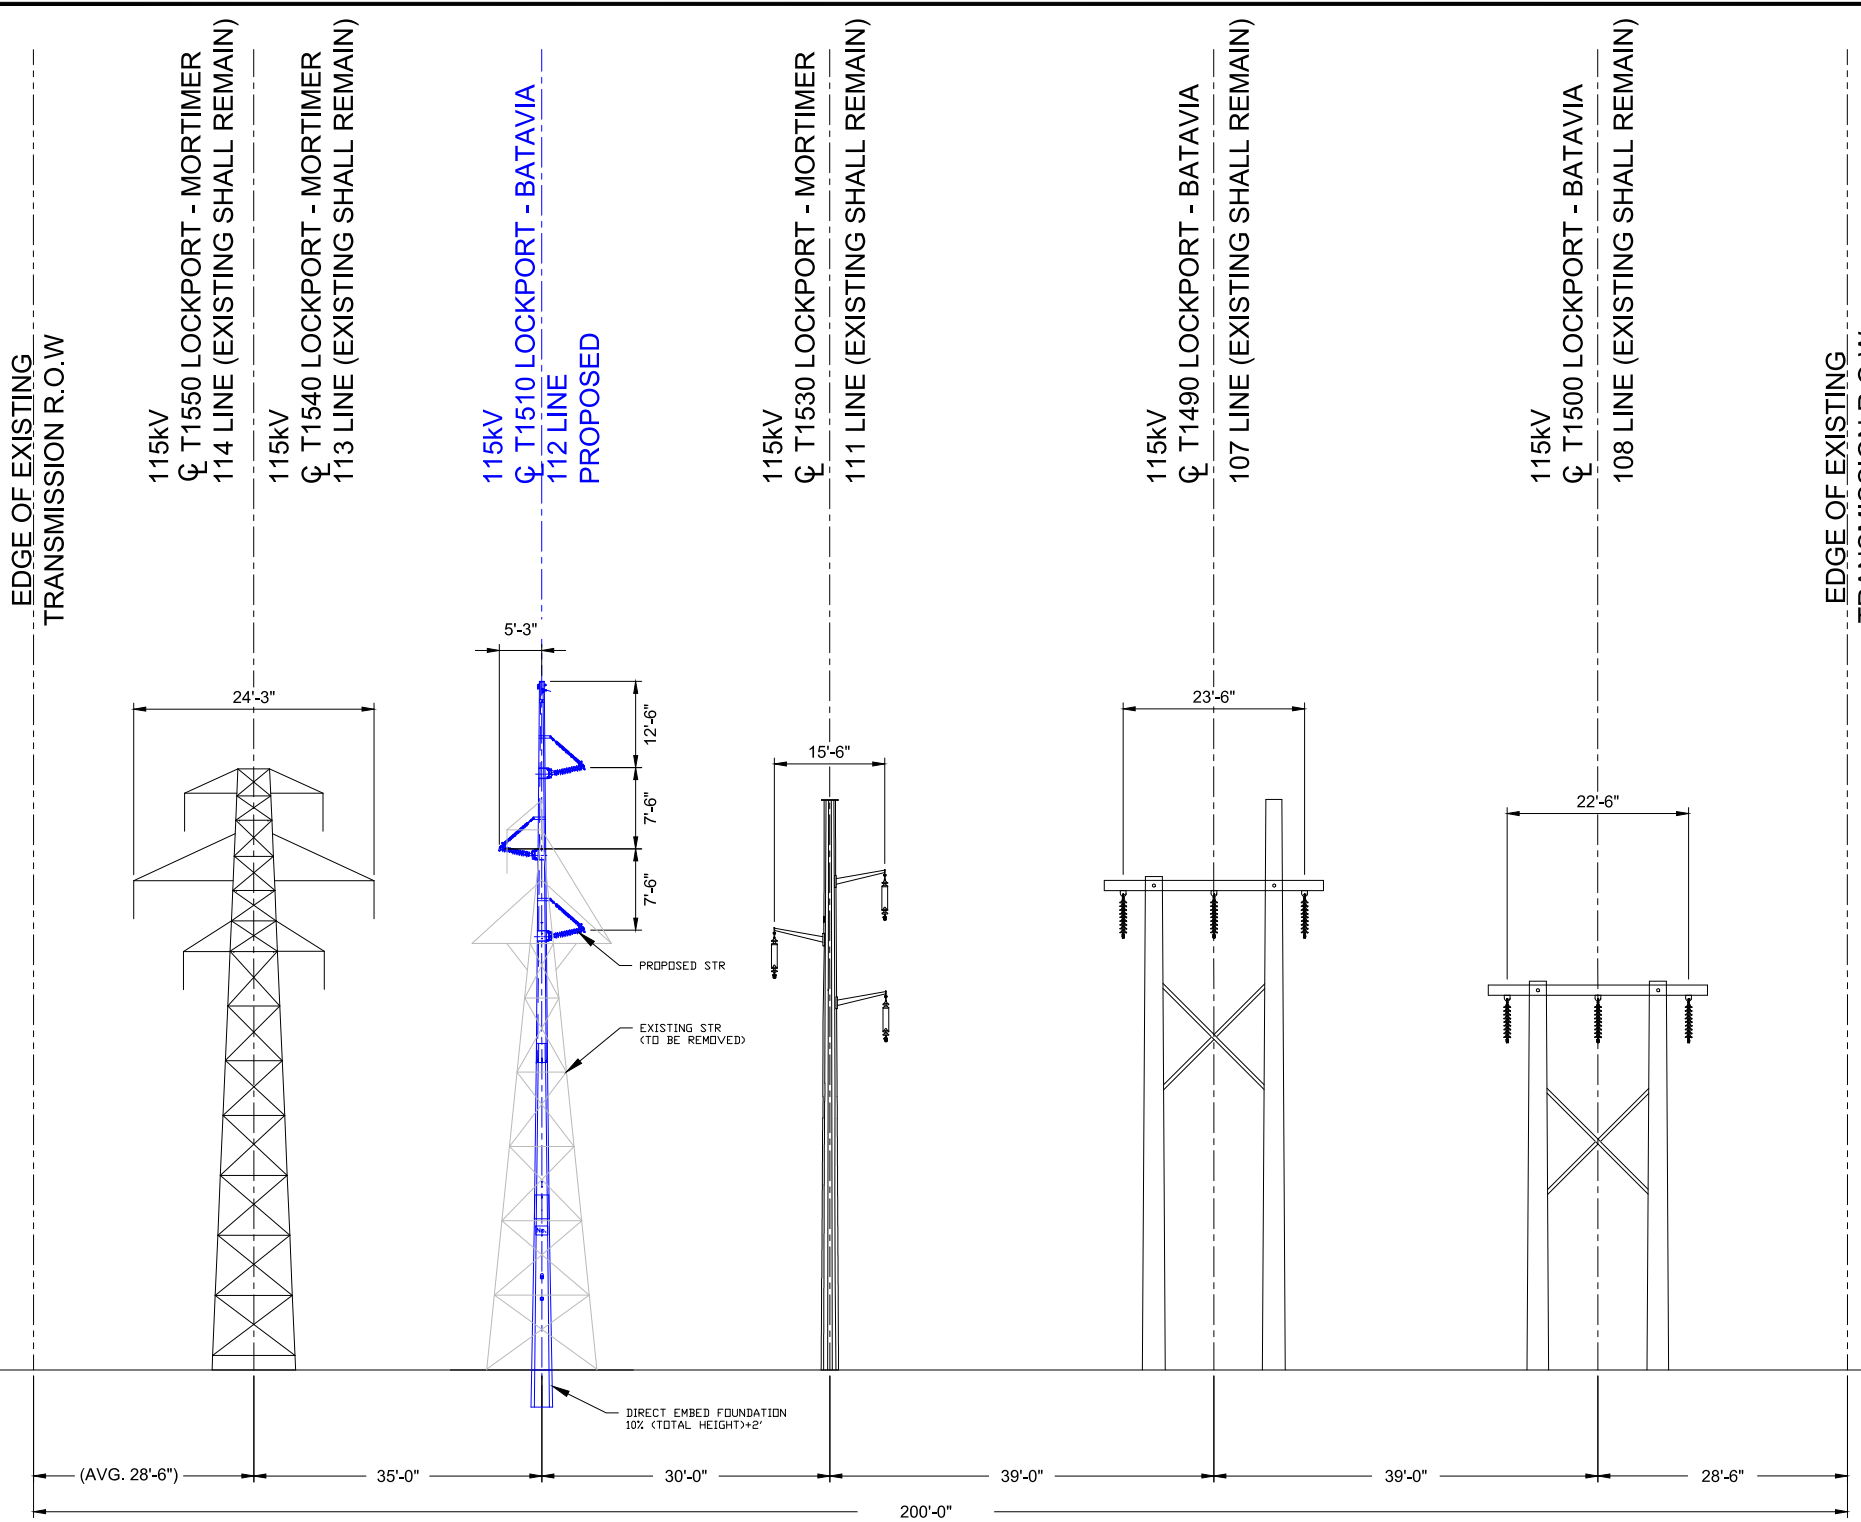 EDGE OF EXISTING
TRANSMISSION R.O.W
115kV
℄ T1550 LOCKPORT - MORTIMER
114 LINE (EXISTING SHALL REMAIN)
115kV
℄ T1540 LOCKPORT - MORTIMER
113 LINE (EXISTING SHALL REMAIN)
115kV
℄ T1510 LOCKPORT - BATAVIA
112 LINE
PROPOSED
115kV
℄ T1530 LOCKPORT - MORTIMER
111 LINE (EXISTING SHALL REMAIN)
115kV
℄ T1490 LOCKPORT - BATAVIA
107 LINE (EXISTING SHALL REMAIN)
115kV
℄ T1500 LOCKPORT - BATAVIA
108 LINE (EXISTING SHALL REMAIN)
EDGE OF EXISTING
TRANSMISSION R.O.W
5'-3"
24'-3"
12'-6"
7'-6"
7'-6"
15'-6"
23'-6"
22'-6"
PROPOSED STR
EXISTING STR
(TO BE REMOVED)
DIRECT EMBED FOUNDATION
10% (TOTAL HEIGHT)+2'
(AVG. 28'-6")
35'-0"
30'-0"
39'-0"
39'-0"
28'-6"
200'-0"